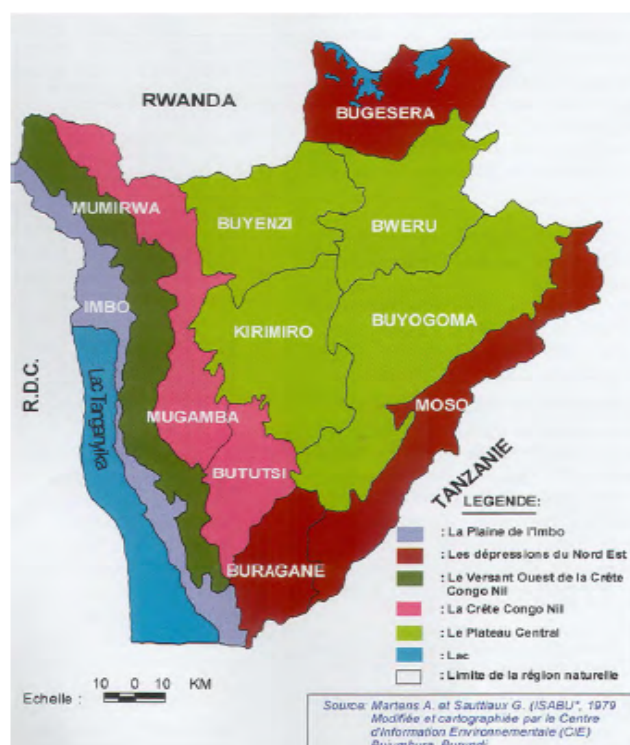 RWANDA
BUGESERA
MUMIRWA
BUYENZI
BWERU
IMBO
KIRIMIRO
BUYOGOMA
R.D.C.
Lac Tanganyika
MUGAMBA
MOSO
BUTUTSI
TANZANIE
BURAGANE
LEGENDE:
: La Plaine de l'Imbo
: Les dépressions du Nord Est
: Le Versant Ouest de la Crête
Congo Nil
: La Crête Congo Nil
: Le Plateau Central
: Lac
: Limite de la région naturelle
10 0 10 KM
Echelle :
Source: Martens A. et Sauttiaux G. (ISABU", 1979
Modifiée et cartographiée par le Centre
d'Information Environnementale (CIE)
Bujumbura, Burundi